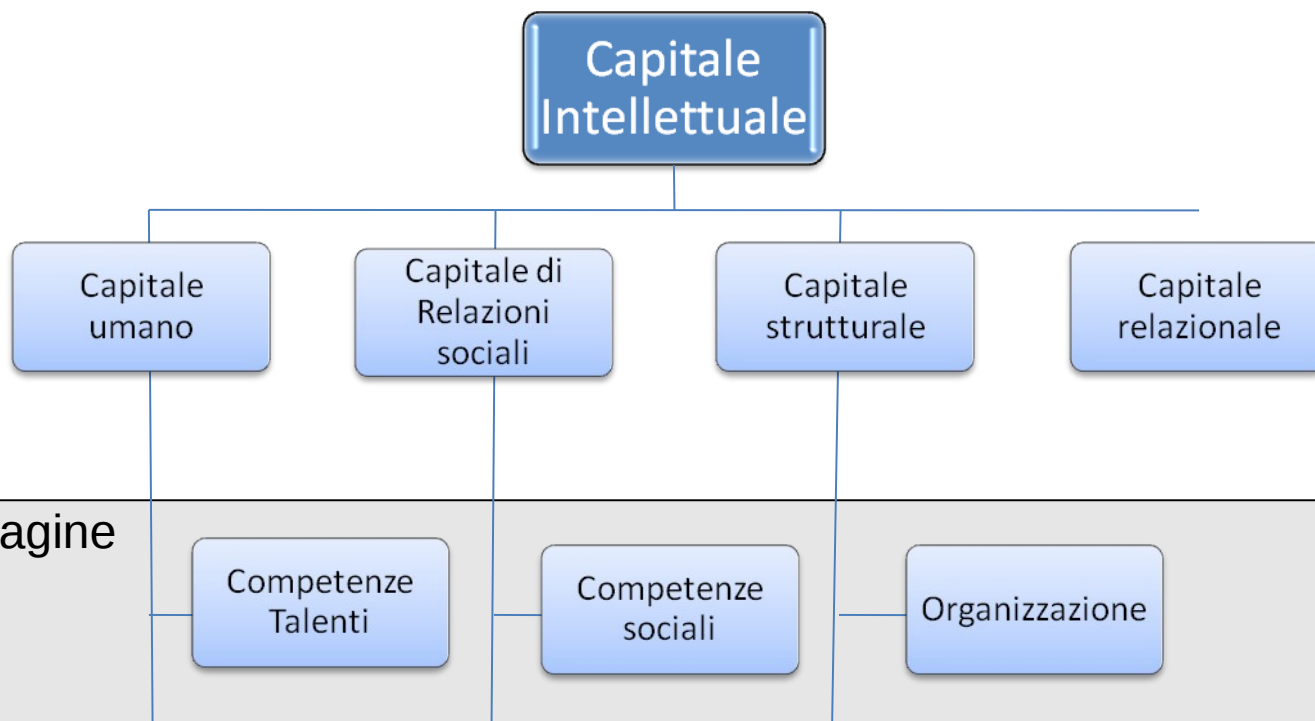 Capitale
Intellettuale
Capitale
umano
Capitale di
Relazioni
sociali
Capitale
strutturale
Capitale
relazionale
agine
Competenze
Talenti
Competenze
sociali
Organizzazione